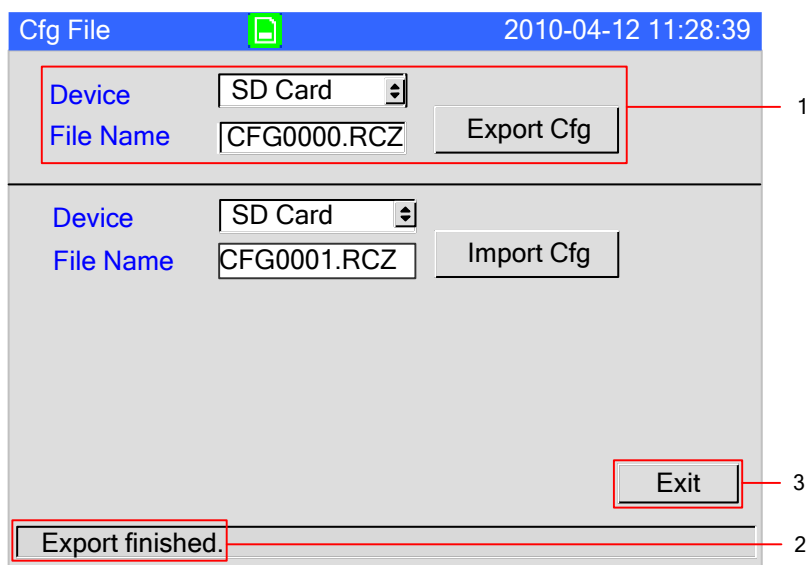 Cfg File 2010-04-12 11:28:39
Device SD Card
1
File Name CFG0000.RCZ Export Cfg
Device SD Card
File Name CFG0001.RCZ Import Cfg
Exit 3
Export finished. 2